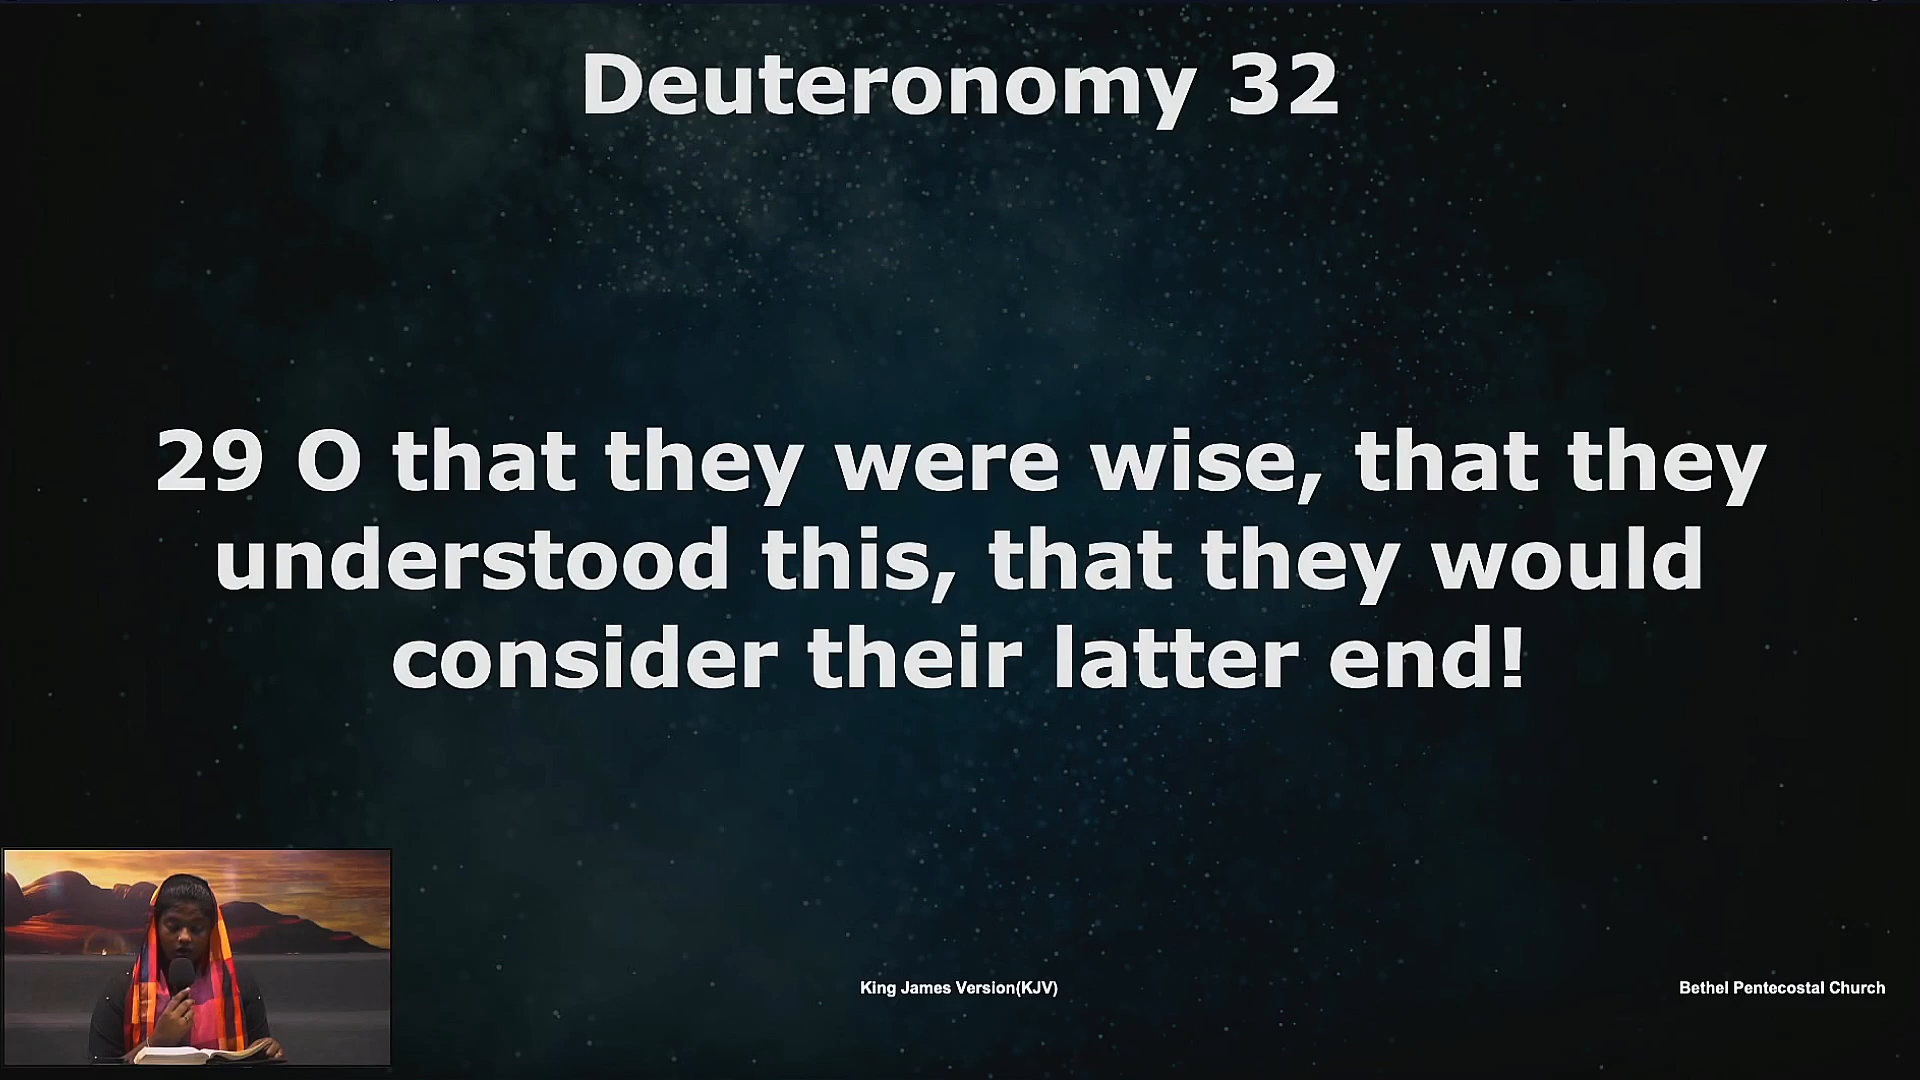 Deuteronomy 32
29 O that they were wise, that they
understood this, that they would
consider their latter end!
King James Version(KJV)
Bethel Pentecostal Church